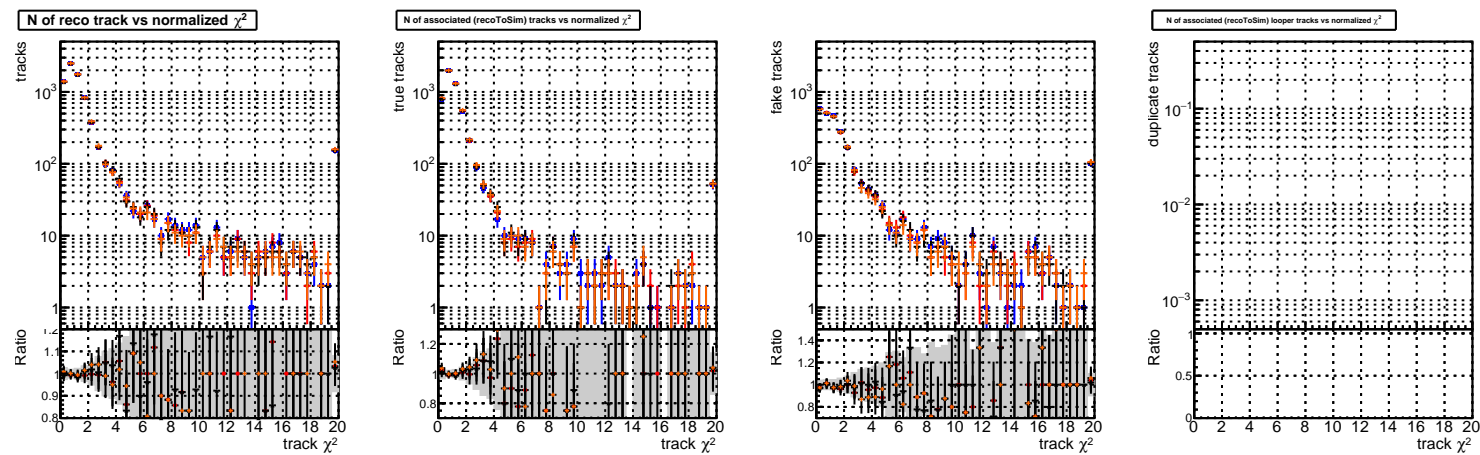 N of reco track vs normalized χ²
tracks
10³
10²
10
1
Ratio
1.2
1.1
1
0.9
0.8
0 2 4 6 8 10 12 14 16 18 20
track χ²
N of associated (recoToSim) tracks vs normalized χ²
true tracks
10³
10²
10
1
Ratio
1.2
1
0.8
0 2 4 6 8 10 12 14 16 18 20
track χ²
fake tracks
10³
10²
10
1
Ratio
1.4
1.2
1
0.8
0 2 4 6 8 10 12 14 16 18 20
track χ²
N of associated (recoToSim) looper tracks vs normalized χ²
duplicate tracks
10⁻¹
10⁻²
10⁻³
Ratio
1
0.5
0
0 2 4 6 8 10 12 14 16 18 20
track χ²